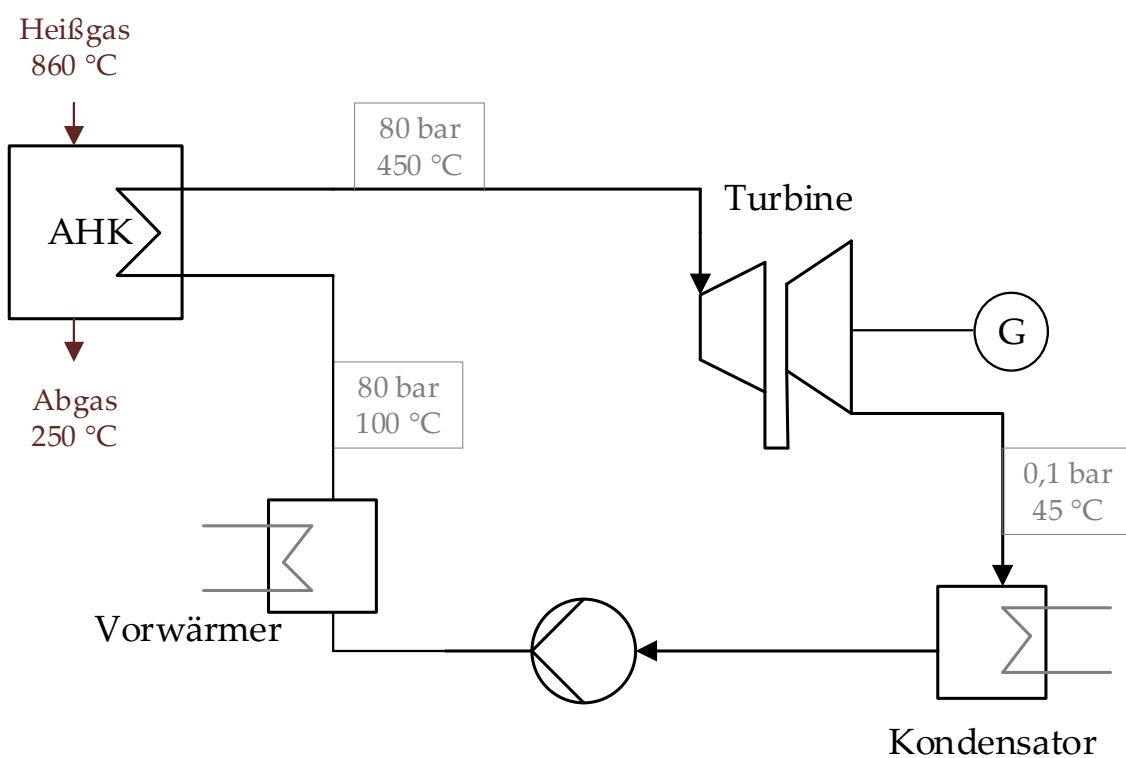 Heißgas
860 °C
80 bar
450 °C
Turbine
AHK
G
80 bar
100 °C
Abgas
250 °C
0,1 bar
45 °C
Vorwärmer
Kondensator